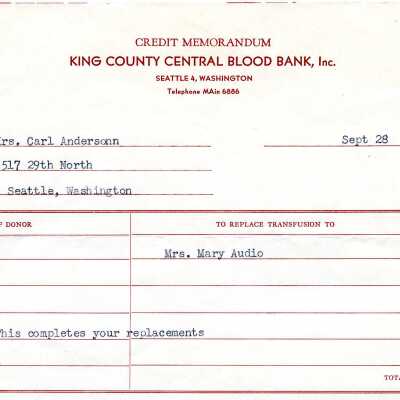 CREDIT MEMORANDUM
KING COUNTY CENTRAL BLOOD BANK, Inc.
SEATTLE 4, WASHINGTON
Telephone MAin 6886
rs. Carl Andersonn
Sept 28
517 29th North
Seattle, Washington
F DONOR
TO REPLACE TRANSFUSION TO
Mrs. Mary Audio
his completes your replacements
TOTA